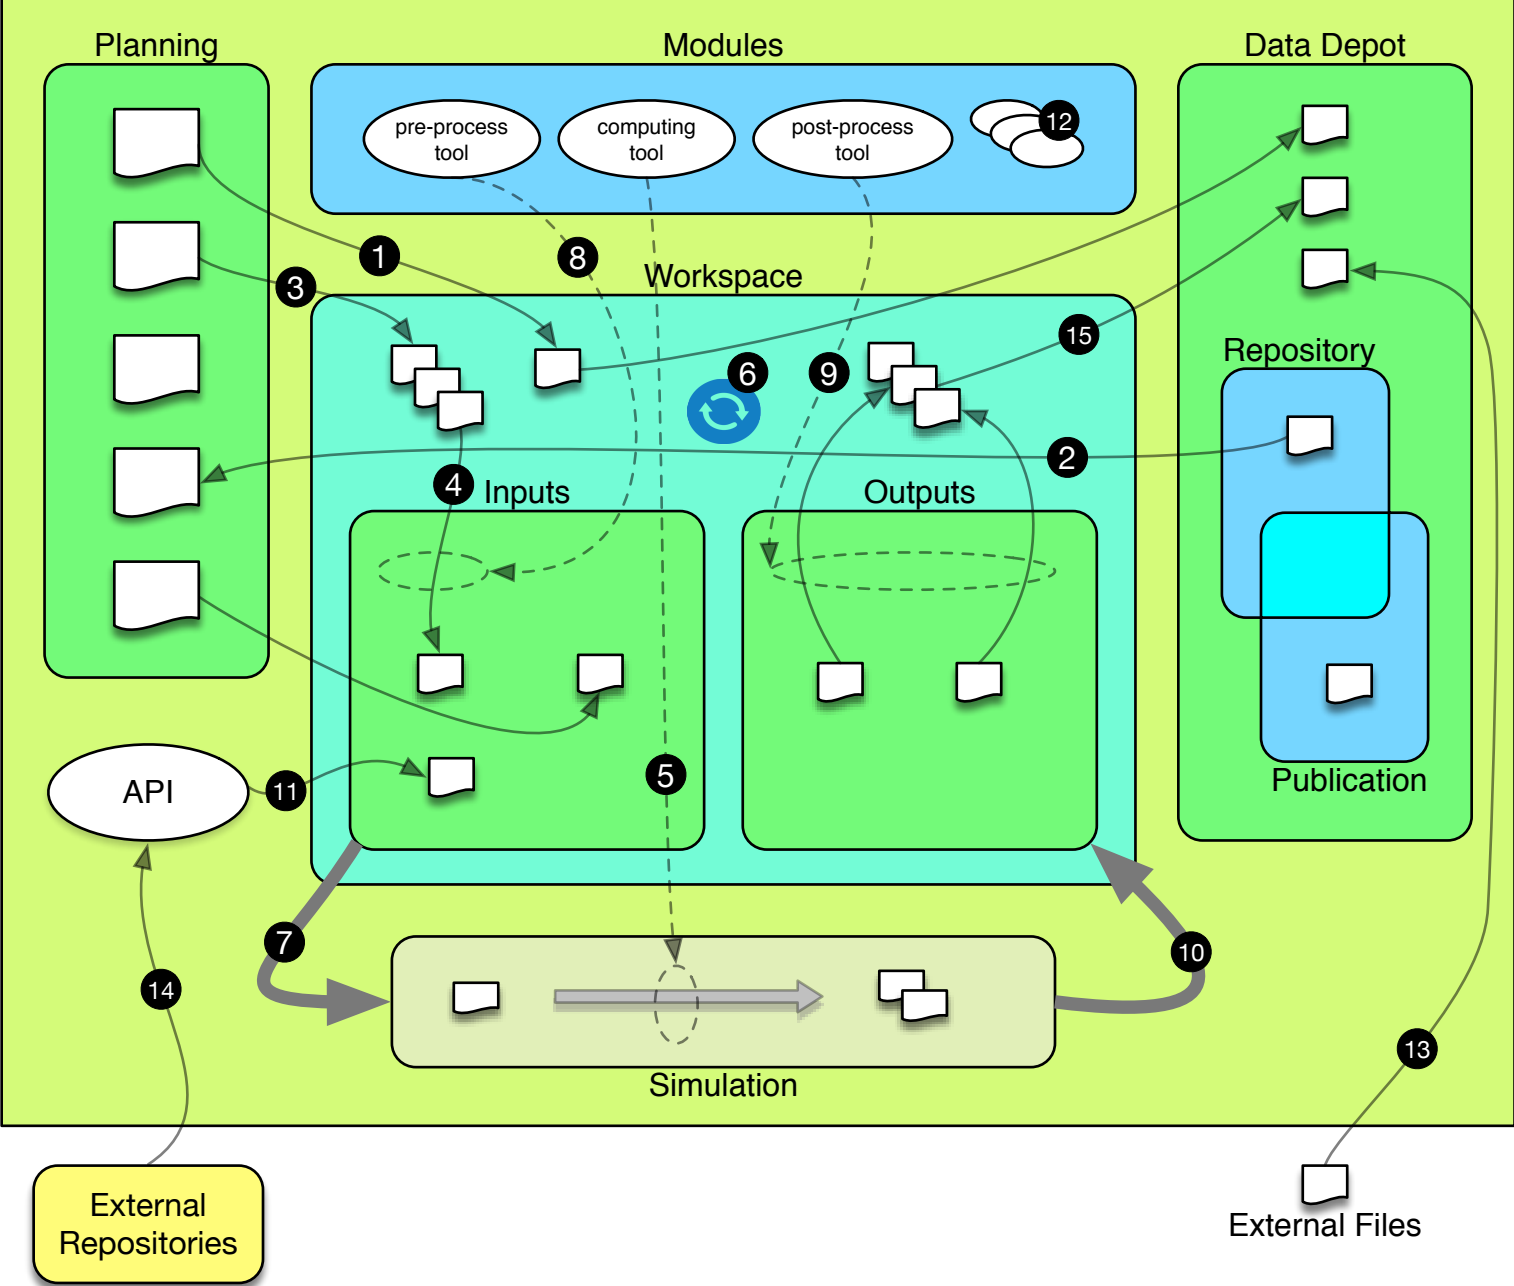 Planning
Modules
Data Depot
pre-process
tool
computing
tool
post-process
tool
12
1
8
3
Workspace
15
Repository
6
9
2
4
Inputs
Outputs
5
Publication
API
11
7
10
14
Simulation
13
External
Repositories
External Files